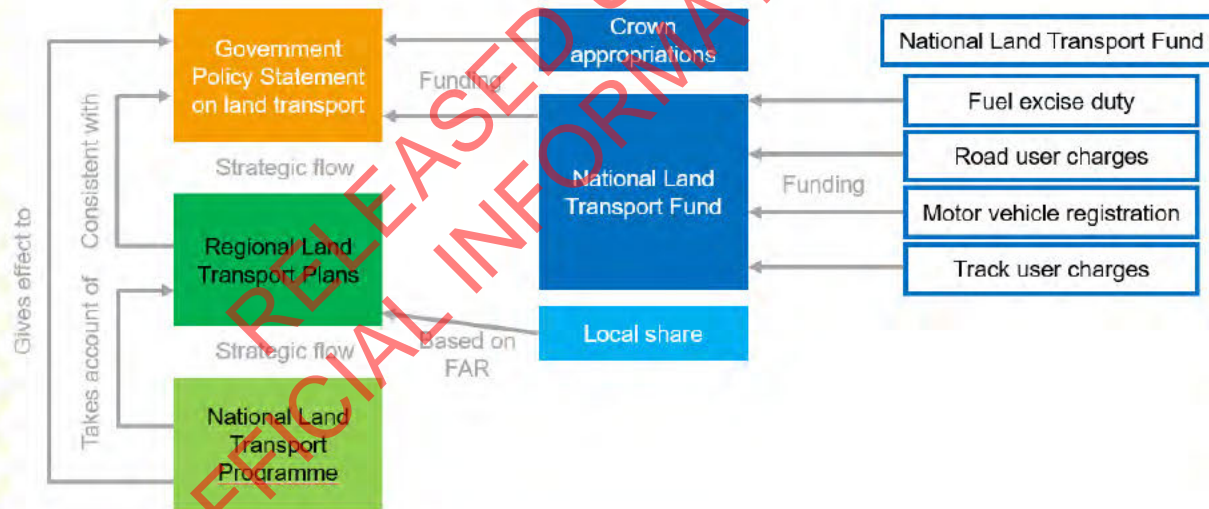 Government
Policy Statement
on land transport
Crown
appropriations
Funding
National Land Transport Fund
Fuel excise duty
Road user charges
Motor vehicle registration
Track user charges
Funding
National Land
Transport Fund
Strategic flow
Consistent with
Gives effect to
Regional Land
Transport Plans
Takes account of
Strategic flow
Based on
FAR
Local share
National Land
Transport
Programme
RELEASED
OFFICIAL INFORMA